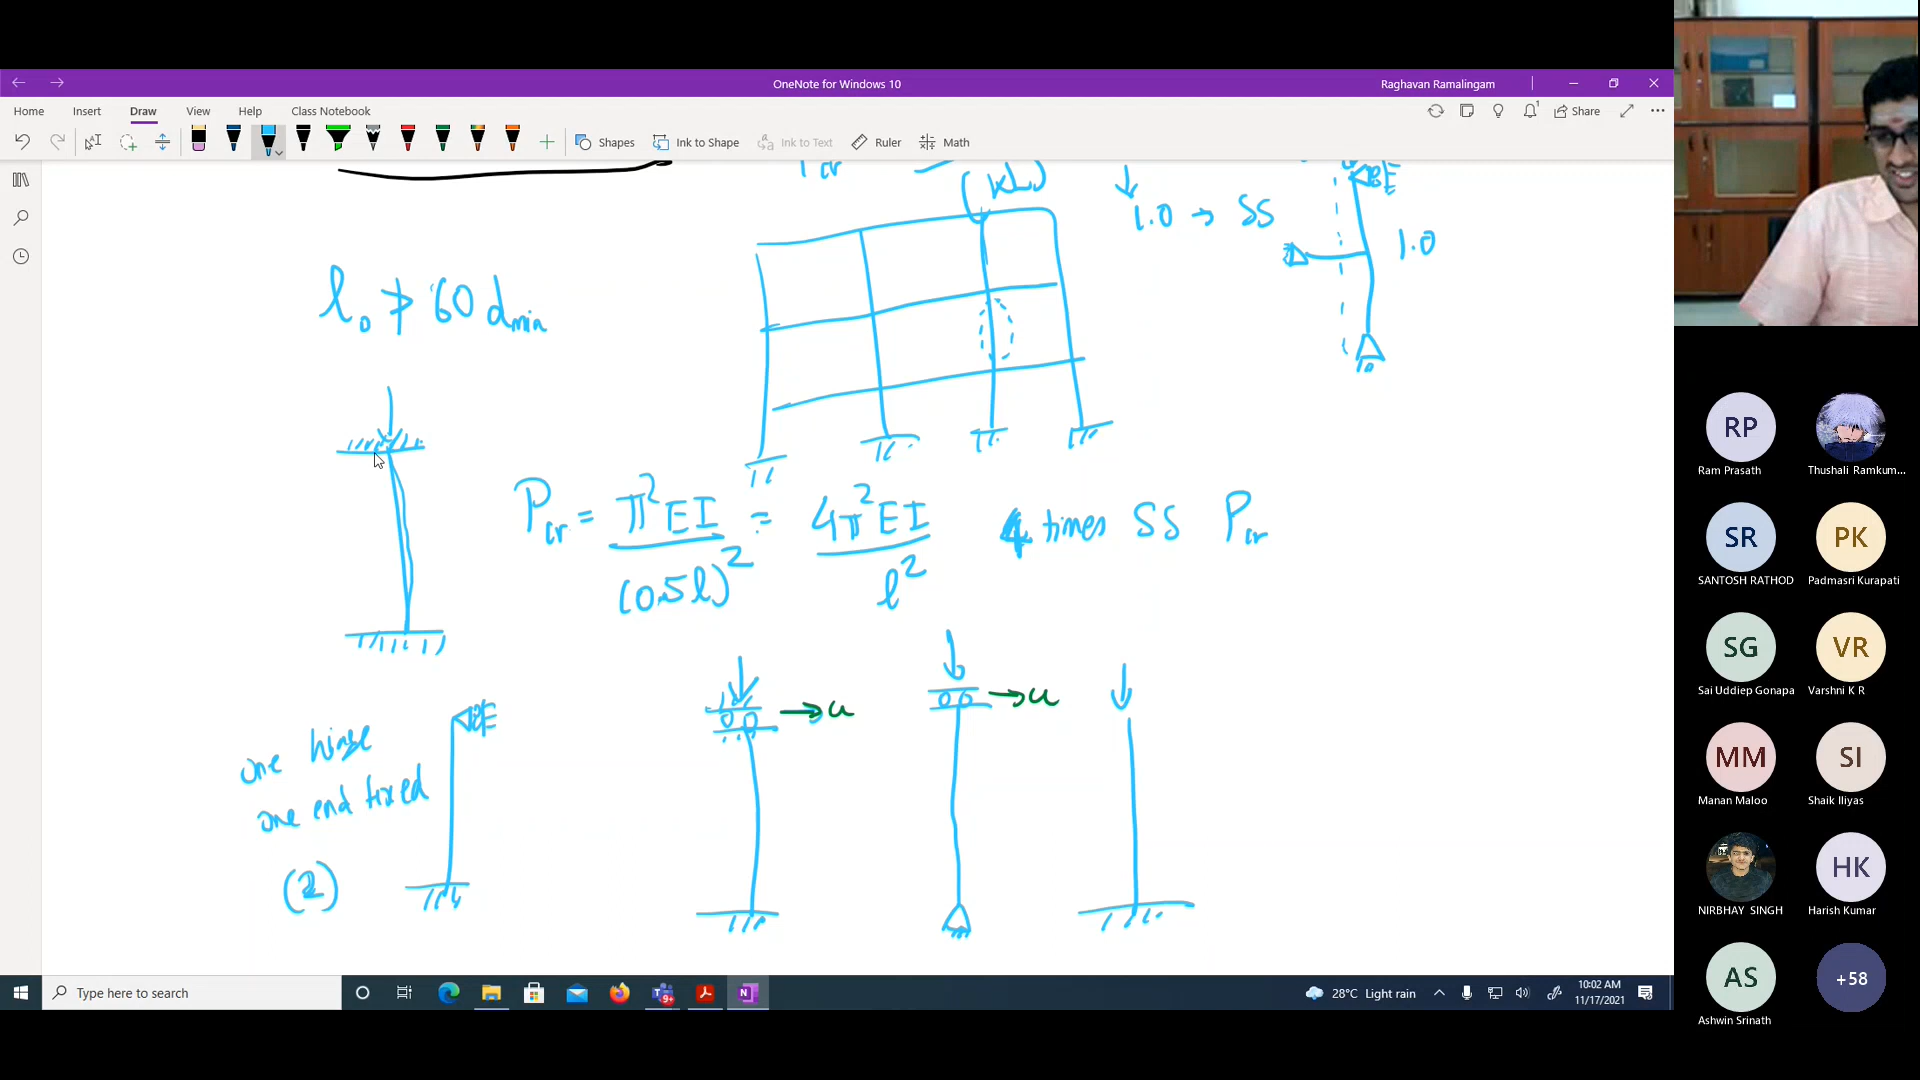 OneNote for Windows 10
Raghavan Ramalingam
Home Insert Draw View Help Class Notebook
Share
Shapes Ink to Shape Ink to Text Ruler Math
Pcr
(kL)
1.0 → SS
1.0
l₀ ≯ 60 dmin
Pcr = π²EI / (0.5l)² = 4π²EI / l² 4 times SS Pcr
→ u
→ u
one hinge
one end fixed
(2)
RP
Ram Prasath
Thushali Ramkum...
SR
SANTOSH RATHOD
PK
Padmasri Kurapati
SG
Sai Uddiep Gonapa
VR
Varshni K R
MM
Manan Maloo
SI
Shaik Iliyas
NIRBHAY SINGH
HK
Harish Kumar
AS
Ashwin Srinath
+58
Type here to search
28°C Light rain
10:02 AM
11/17/2021